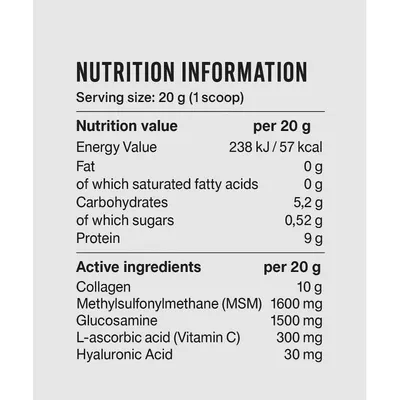 NUTRITION INFORMATION
Serving size: 20 g (1 scoop)
Nutrition value per 20 g
Energy Value 238 kJ / 57 kcal
Fat 0 g
of which saturated fatty acids 0 g
Carbohydrates 5,2 g
of which sugars 0,52 g
Protein 9 g
Active ingredients per 20 g
Collagen 10 g
Methylsulfonylmethane (MSM) 1600 mg
Glucosamine 1500 mg
L-ascorbic acid (Vitamin C) 300 mg
Hyaluronic Acid 30 mg